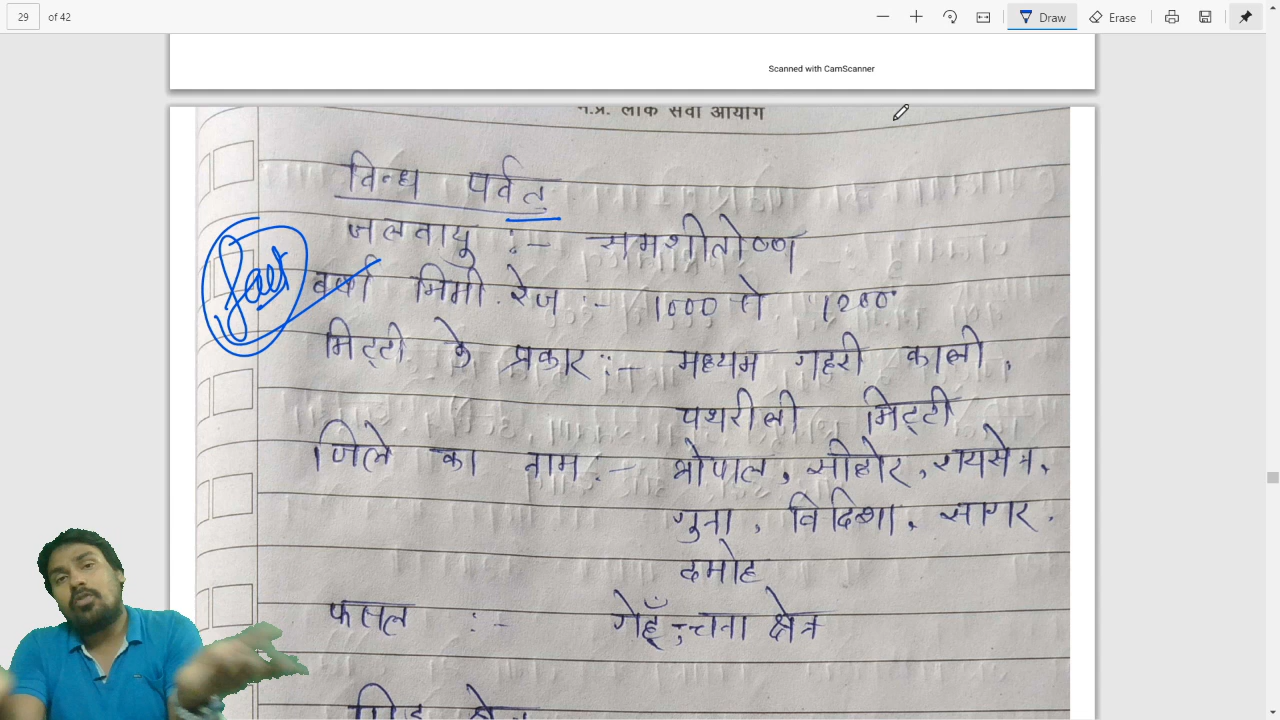 29 of 42
Draw
Erase
Scanned with CamScanner
म.प्र. लोक सेवा आयोग
विन्ध पर्वत
जलवायु :- समशीतोष्ण
fact
वर्षा मिमी. रेंज :- 1000 से 1200
मिट्टी के प्रकार :- मध्यम गहरी काली,
पथरीली मिट्टी
जिले का नाम :- भोपाल, सीहोर, रायसेन,
गुना, विदिशा, सागर,
दमोह
फसल :- गेहूँ, चना क्षेत्र